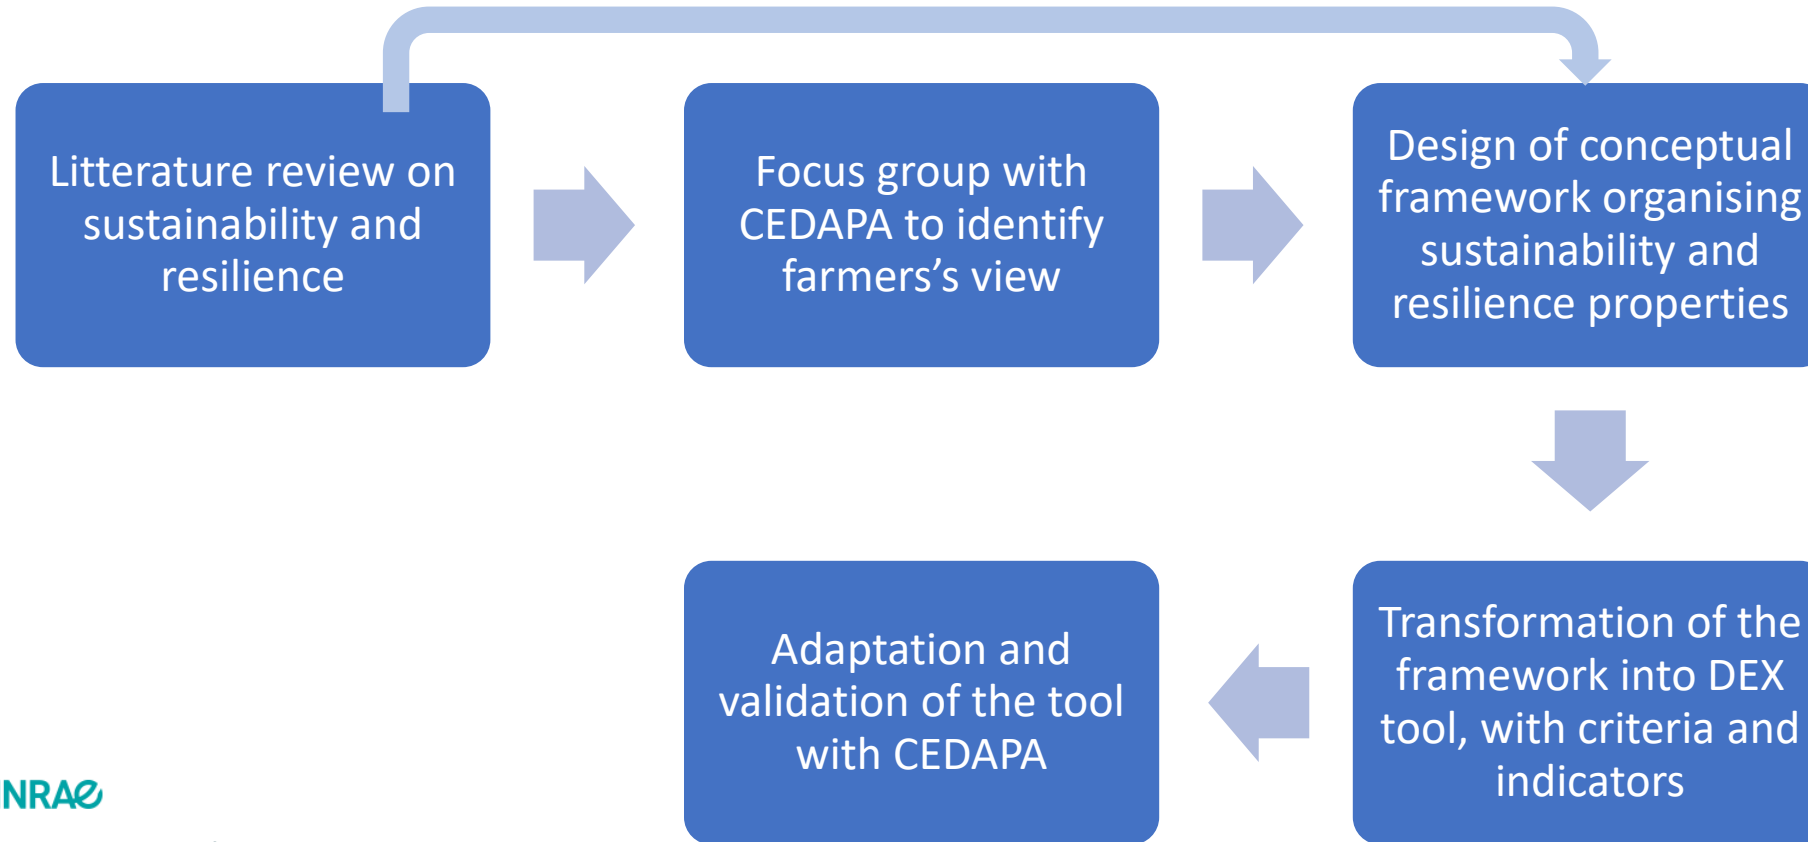 Litterature review on
sustainability and
resilience
Focus group with
CEDAPA to identify
farmers’s view
Design of conceptual
framework organising
sustainability and
resilience properties
Adaptation and
validation of the tool
with CEDAPA
Transformation of the
framework into DEX
tool, with criteria and
indicators
INRAE